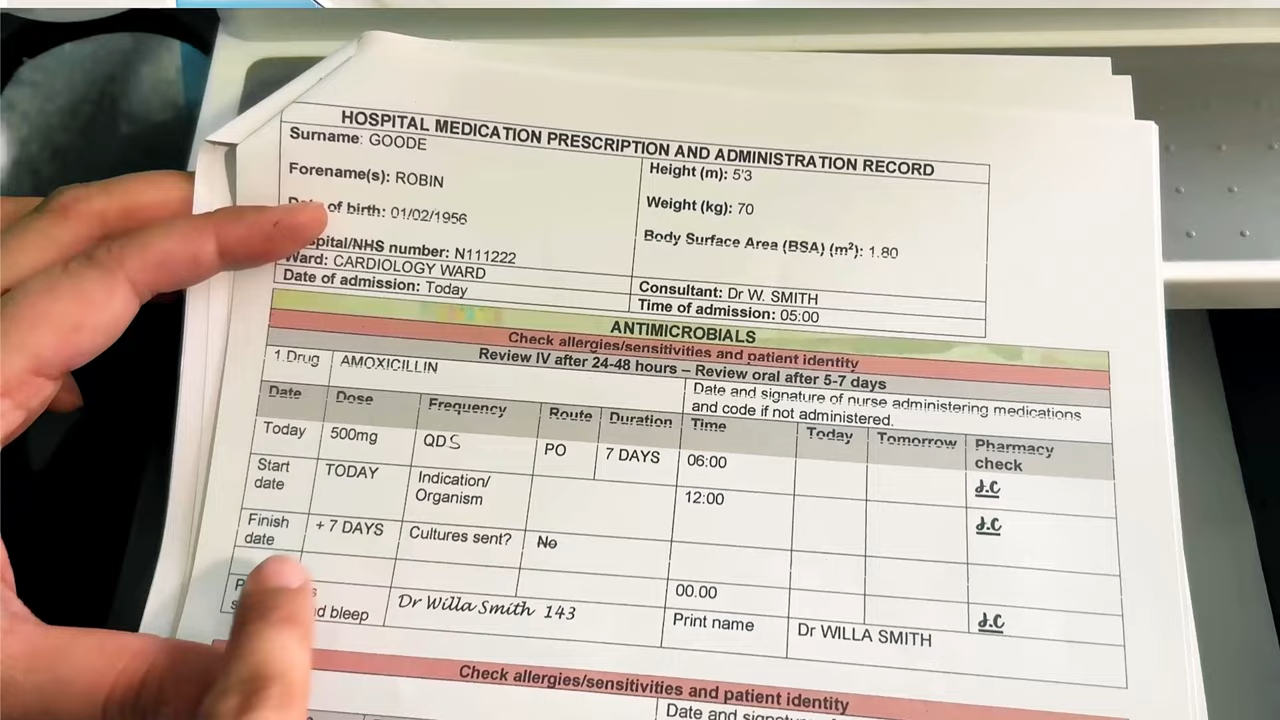 HOSPITAL MEDICATION PRESCRIPTION AND ADMINISTRATION RECORD
Surname: GOODE
Height (m): 5'3
Forename(s): ROBIN
Weight (kg): 70
of birth: 01/02/1956
Body Surface Area (BSA) (m²): 1.80
spital/NHS number: N111222
Ward: CARDIOLOGY WARD
Consultant: Dr W. SMITH
Date of admission: Today
Time of admission: 05:00
ANTIMICROBIALS
Check allergies/sensitivities and patient identity
Review IV after 24-48 hours – Review oral after 5-7 days
1.Drug AMOXICILLIN
Date and signature of nurse administering medications
and code if not administered.
Date Dose Frequency Route Duration Time Today Tomorrow Pharmacy
check
Today 500mg QDS PO 7 DAYS 06:00 J.C
Start
date
TODAY
Indication/
Organism
12:00 J.C
Finish
date
+ 7 DAYS
Cultures sent? No
00.00 J.C
d bleep
Dr Willa Smith 143
Print name Dr WILLA SMITH
Check allergies/sensitivities and patient identity
Date and